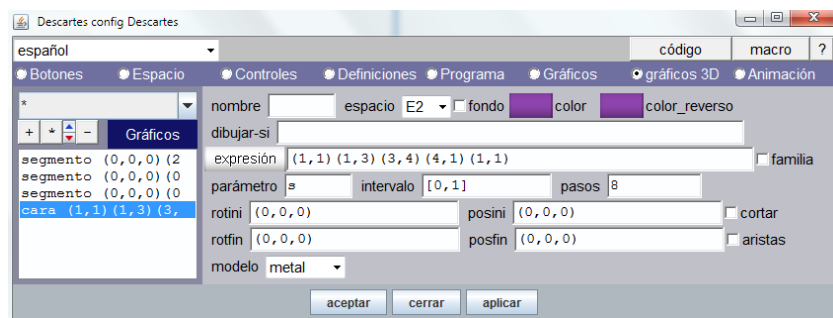 Descartes config Descartes
español código macro ?
Botones Espacio Controles Definiciones Programa Gráficos gráficos 3D Animación
* nombre espacio E2 fondo color color_reverso
+ * - Gráficos dibujar-si
expresión (1,1)(1,3)(3,4)(4,1)(1,1) familia
segmento (0,0,0)(2
segmento (0,0,0)(0
segmento (0,0,0)(0
cara (1,1)(1,3)(3,
parámetro s intervalo [0,1] pasos 8
rotini (0,0,0) posini (0,0,0) cortar
rotfin (0,0,0) posfin (0,0,0) aristas
modelo metal
aceptar cerrar aplicar